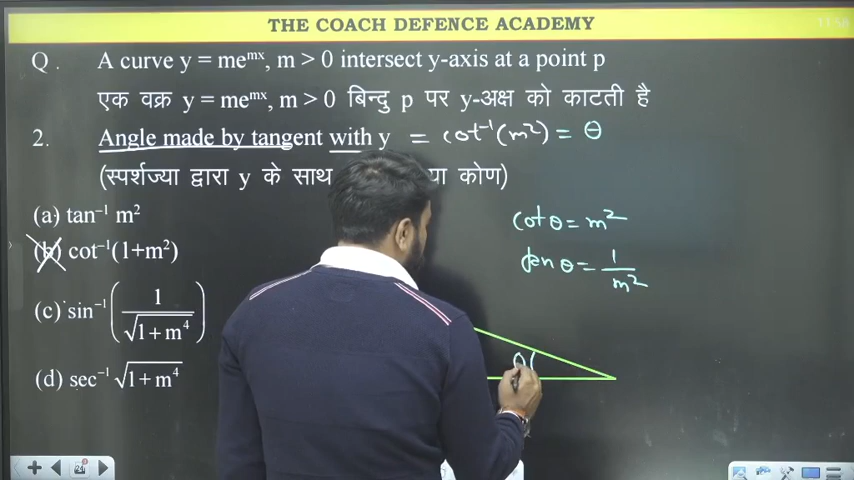 THE COACH DEFENCE ACADEMY
Q. A curve y = me^mx, m > 0 intersect y-axis at a point p
एक वक्र y = me^mx, m > 0 बिन्दु p पर y-अक्ष को काटती है
2. Angle made by tangent with y = cot⁻¹(m²) = θ
(स्पर्शज्या द्वारा y के साथ या कोण)
(a) tan⁻¹ m²
cot θ = m²
(b) cot⁻¹(1+m²)
tan θ = 1/m²
(c) sin⁻¹(1/√(1+m⁴))
(d) sec⁻¹ √(1+m⁴)
θ
24